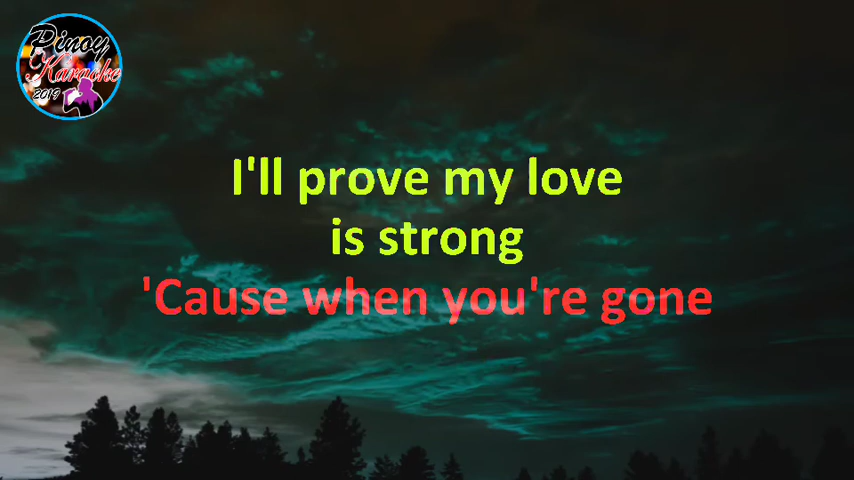 Pinoy
Karaoke
2019
I'll prove my love
is strong
'Cause when you're gone